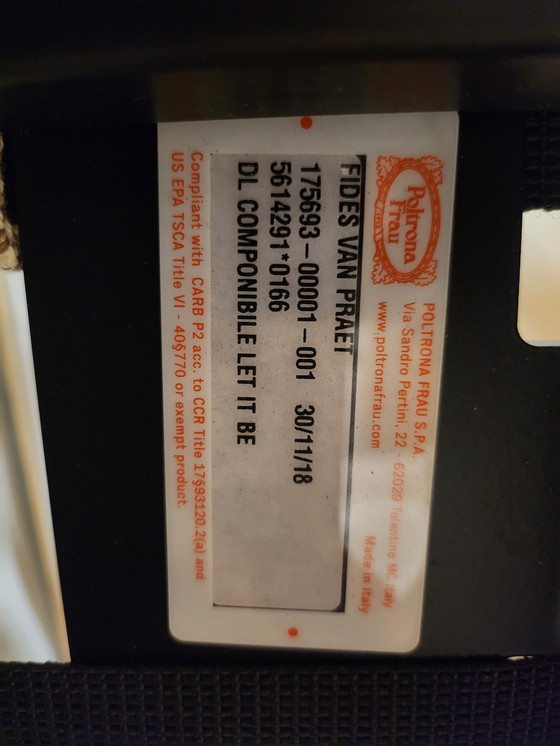 Poltrona
Frau
POLTRONA FRAU S.P.A.
Via Sandro Pertini, 22 - 62029 Tolentino MC Italy
www.poltronafrau.com
Made in Italy
FIDES VAN PRAET
175693-00001-001 30/11/18
5614291*0166
DL COMPONIBILE LET IT BE
Compliant with CARB P2 acc. to CCR Title 17§93120.2(a) and
US EPA TSCA Title VI - 40§770 or exempt product.